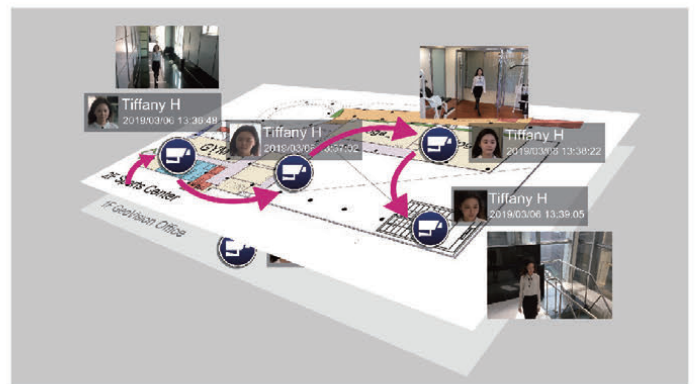 Tiffany H
2019/03/06 13:36:49
Tiffany H
Tiffany H
2019/03/06 13:38:22
Tiffany H
2019/03/06 13:39:05
2F Sports Center
1F GeoVision Office